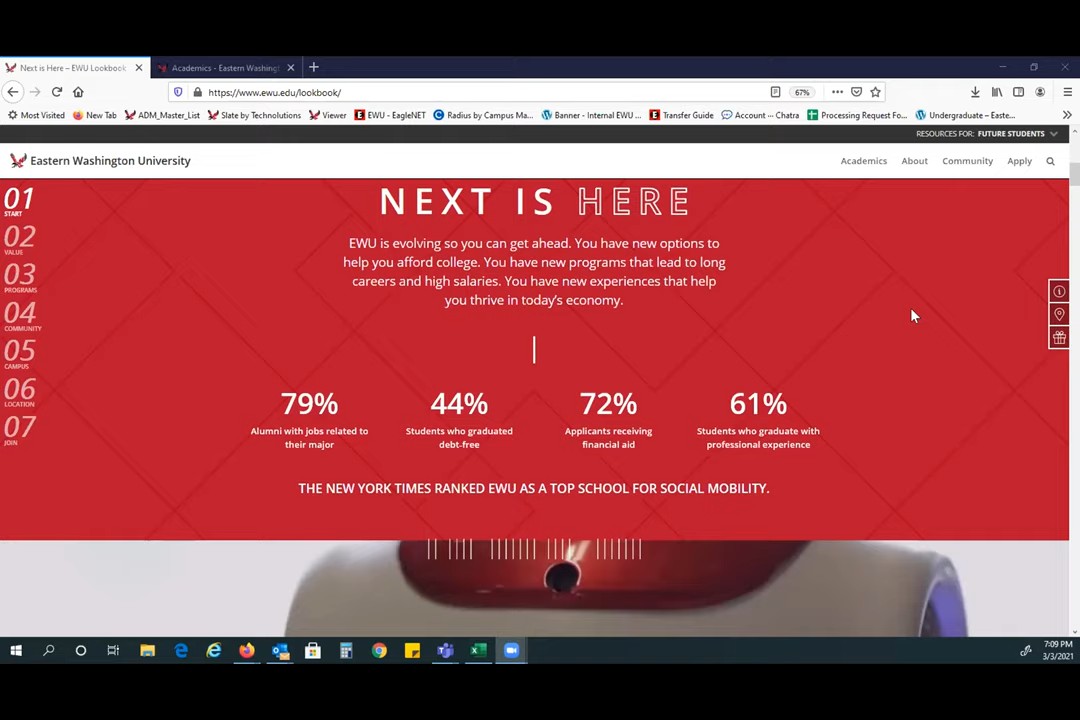 Next is Here – EWU Lookbook
Academics - Eastern Washingt
https://www.ewu.edu/lookbook/
67%
Most Visited
New Tab
ADM_Master_List
Slate by Technolutions
Viewer
EWU - EagleNET
Radius by Campus Ma...
Banner - Internal EWU ...
Transfer Guide
Account ··· Chatra
Processing Request Fo...
Undergraduate – Easte...
RESOURCES FOR: FUTURE STUDENTS
Eastern Washington University
Academics
About
Community
Apply
01
START
02
VALUE
03
PROGRAMS
04
COMMUNITY
05
CAMPUS
06
LOCATION
07
JOIN
NEXT IS HERE
EWU is evolving so you can get ahead. You have new options to
help you afford college. You have new programs that lead to long
careers and high salaries. You have new experiences that help
you thrive in today's economy.
79%
Alumni with jobs related to
their major
44%
Students who graduated
debt-free
72%
Applicants receiving
financial aid
61%
Students who graduate with
professional experience
THE NEW YORK TIMES RANKED EWU AS A TOP SCHOOL FOR SOCIAL MOBILITY.
7:09 PM
3/3/2021